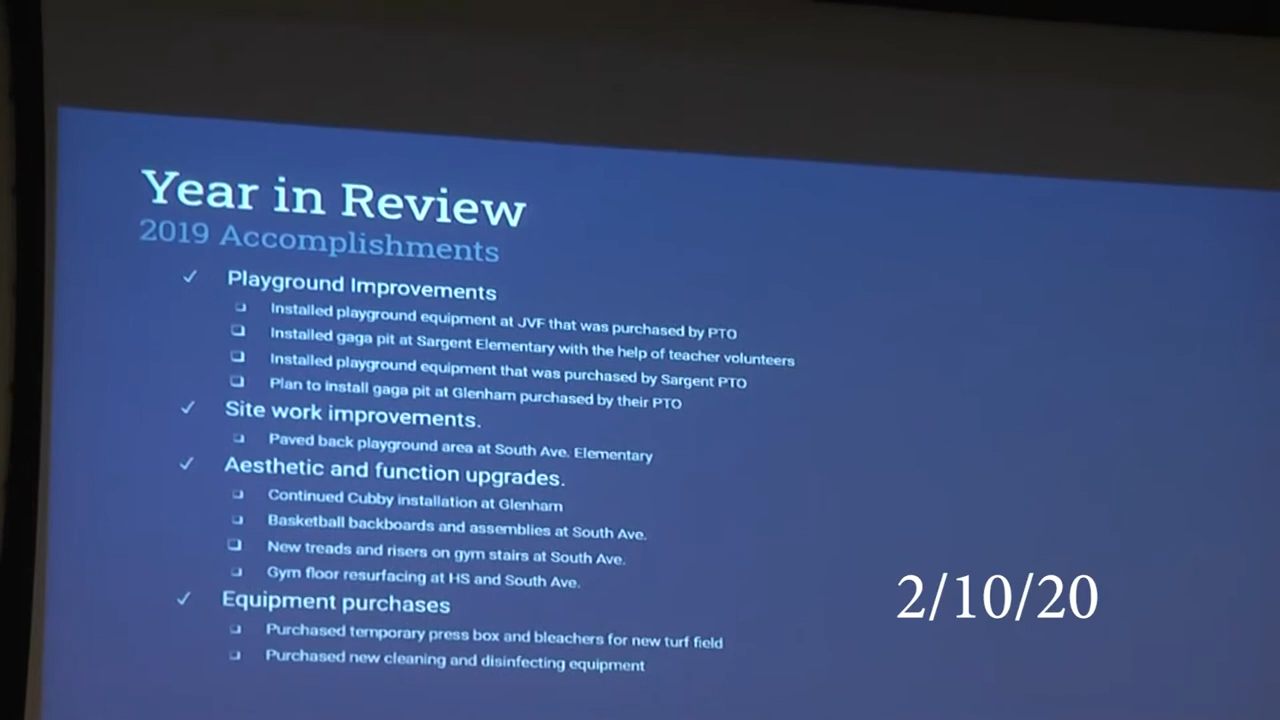 Year in Review
2019 Accomplishments
✓ Playground Improvements
❑ Installed playground equipment at JVF that was purchased by PTO
❑ Installed gaga pit at Sargent Elementary with the help of teacher volunteers
❑ Installed playground equipment that was purchased by Sargent PTO
❑ Plan to install gaga pit at Glenham purchased by their PTO
✓ Site work improvements.
❑ Paved back playground area at South Ave. Elementary
✓ Aesthetic and function upgrades.
❑ Continued Cubby installation at Glenham
❑ Basketball backboards and assemblies at South Ave.
❑ New treads and risers on gym stairs at South Ave.
❑ Gym floor resurfacing at HS and South Ave.
✓ Equipment purchases
❑ Purchased temporary press box and bleachers for new turf field
❑ Purchased new cleaning and disinfecting equipment
2/10/20